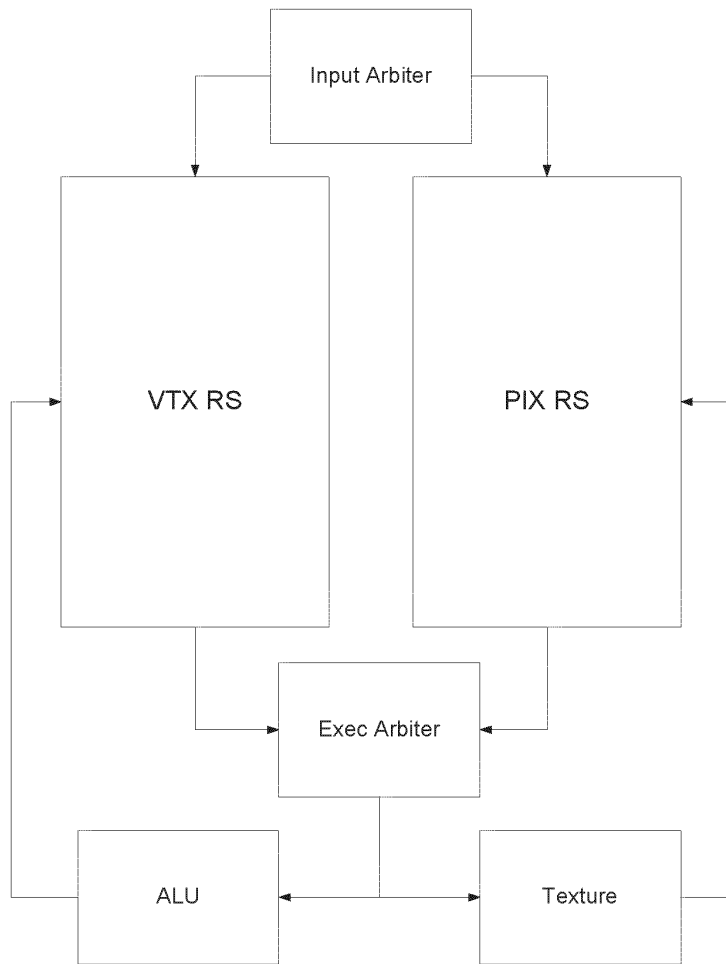 Input Arbiter
VTX RS
PIX RS
Exec Arbiter
ALU
Texture